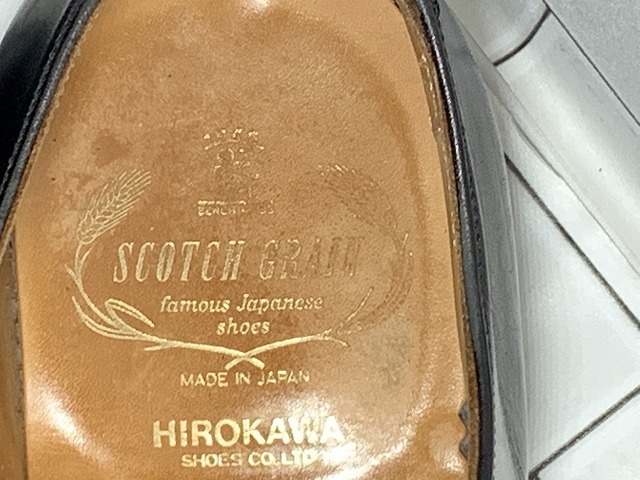 SCOTCH GRAIN
famous Japanese
shoes
MADE IN JAPAN
HIROKAWA
SHOES CO.LTD